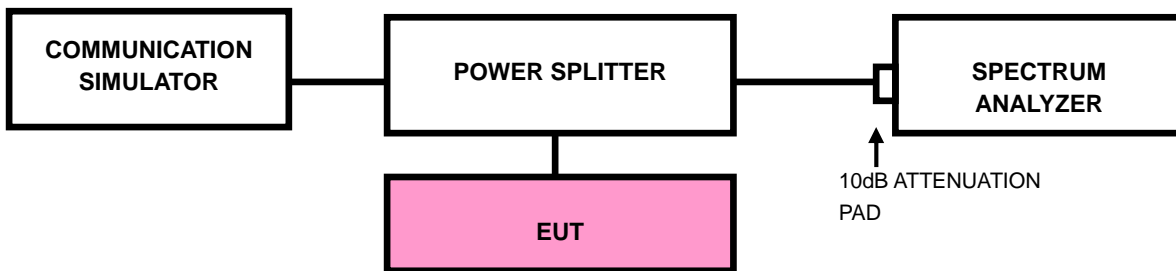 COMMUNICATION
SIMULATOR
POWER SPLITTER
SPECTRUM
ANALYZER
10dB ATTENUATION
PAD
EUT